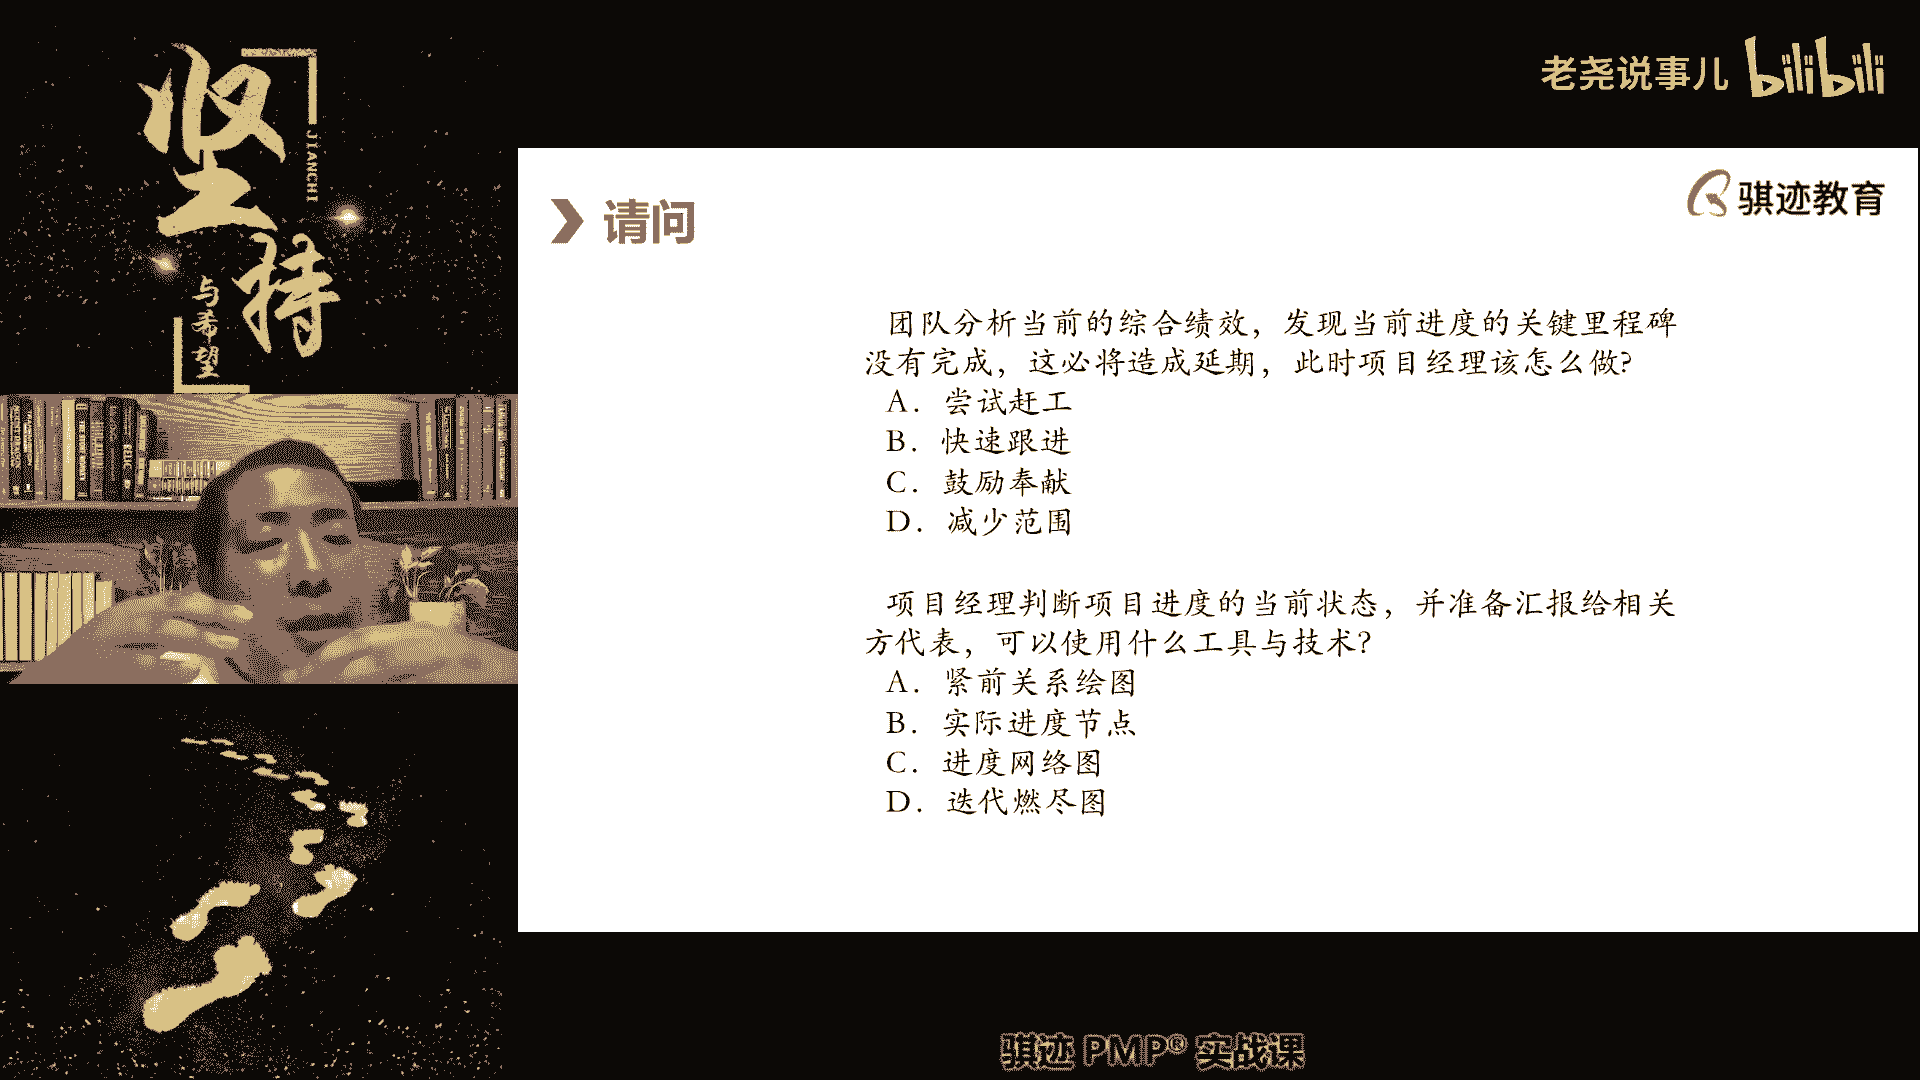 坚持
JIANCHI
与希望
老尧说事儿 bilibili
骐迹教育
请问
团队分析当前的综合绩效，发现当前进度的关键里程碑
没有完成，这必将造成延期，此时项目经理该怎么做?
A．尝试赶工
B．快速跟进
C．鼓励奉献
D．减少范围
项目经理判断项目进度的当前状态，并准备汇报给相关
方代表，可以使用什么工具与技术?
A．紧前关系绘图
B．实际进度节点
C．进度网络图
D．迭代燃尽图
骐迹 PMP® 实战课